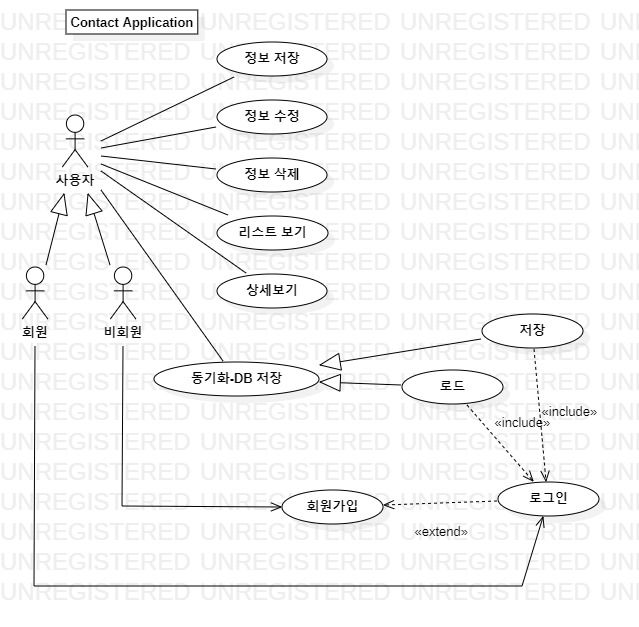 Contact Application
정보 저장
정보 수정
사용자
정보 삭제
리스트 보기
상세보기
회원
비회원
저장
동기화-DB 저장
로드
«include»
«include»
로그인
회원가입
«extend»
UNREGISTERED